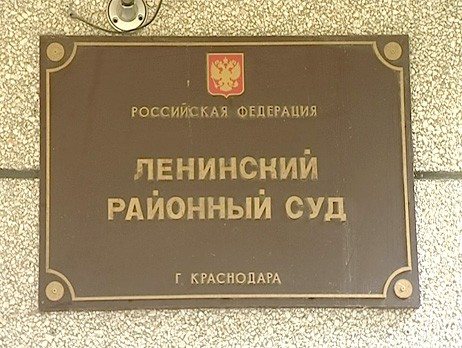 РОССИЙСКАЯ ФЕДЕРАЦИЯ
ЛЕНИНСКИЙ
РАЙОННЫЙ СУД
Г КРАСНОДАРА